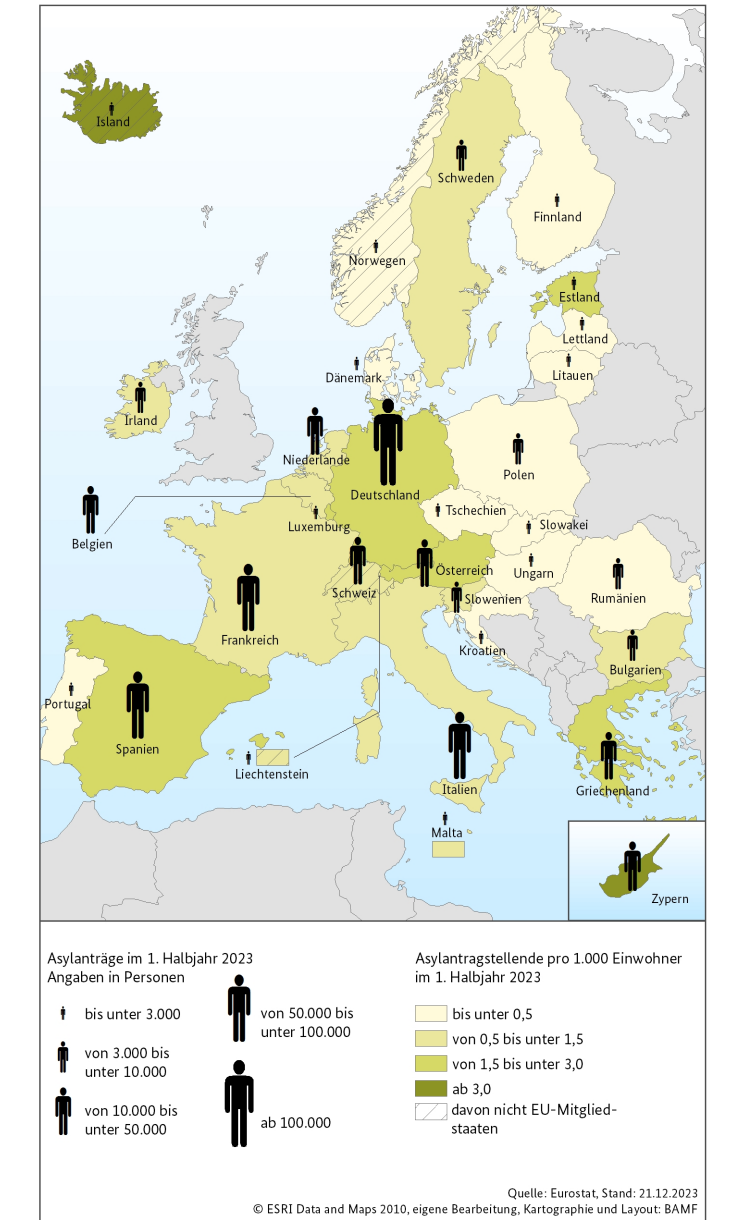 Island
Schweden
Finnland
Norwegen
Estland
Lettland
Dänemark
Litauen
Irland
Niederlande
Polen
Deutschland
Tschechien
Luxemburg
Slowakei
Belgien
Österreich
Ungarn
Schweiz
Slowenien
Rumänien
Frankreich
Kroatien
Bulgarien
Portugal
Spanien
Liechtenstein
Italien
Griechenland
Malta
Zypern
Asylanträge im 1. Halbjahr 2023
Angaben in Personen
bis unter 3.000
von 3.000 bis
unter 10.000
von 10.000 bis
unter 50.000
von 50.000 bis
unter 100.000
ab 100.000
Asylantragstellende pro 1.000 Einwohner
im 1. Halbjahr 2023
bis unter 0,5
von 0,5 bis unter 1,5
von 1,5 bis unter 3,0
ab 3,0
davon nicht EU-Mitglied-
staaten
Quelle: Eurostat, Stand: 21.12.2023
© ESRI Data and Maps 2010, eigene Bearbeitung, Kartographie und Layout: BAMF